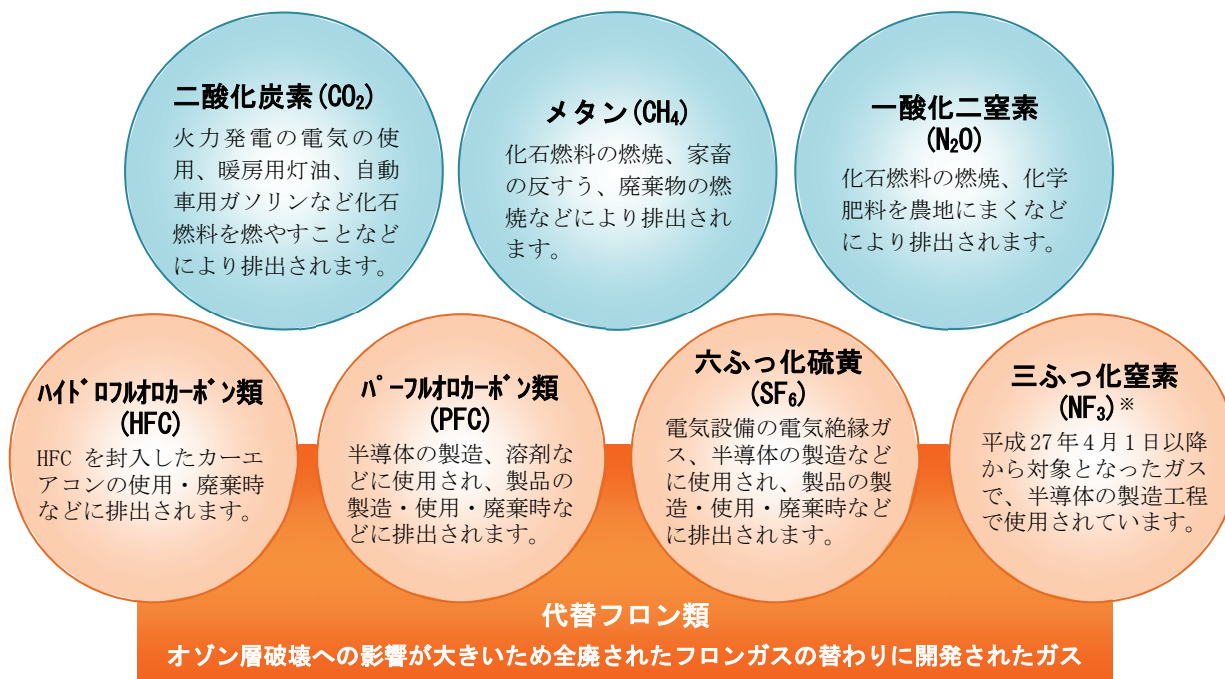 二酸化炭素(CO₂)
火力発電の電気の使
用、暖房用灯油、自動
車用ガソリンなど化石
燃料を燃やすことなど
により排出されます。
メタン(CH₄)
化石燃料の燃焼、家畜
の反すう、廃棄物の燃
焼などにより排出され
ます。
一酸化二窒素
(N₂O)
化石燃料の燃焼、化学
肥料を農地にまくなど
により排出されます。
ﾊｲﾄﾞﾛﾌﾙｵﾛｶｰﾎﾞﾝ類
(HFC)
HFC を封入したカーエ
アコンの使用・廃棄時
などに排出されます。
ﾊﾟｰﾌﾙｵﾛｶｰﾎﾞﾝ類
(PFC)
半導体の製造、溶剤な
どに使用され、製品の
製造・使用・廃棄時な
どに排出されます。
六ふっ化硫黄
(SF₆)
電気設備の電気絶縁ガ
ス、半導体の製造など
に使用され、製品の製
造・使用・廃棄時など
に排出されます。
三ふっ化窒素
(NF₃)※
平成27年4月1日以降
から対象となったガス
で、半導体の製造工程
で使用されています。
代替フロン類
オゾン層破壊への影響が大きいため全廃されたフロンガスの替わりに開発されたガス